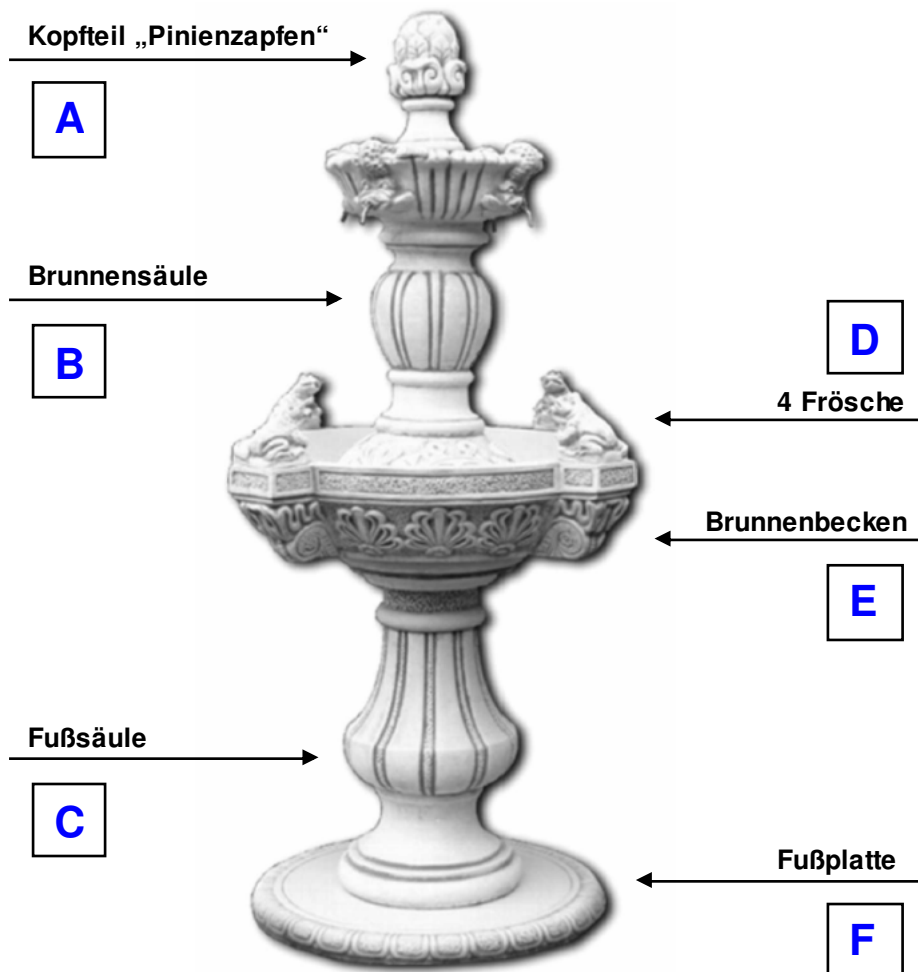 Kopfteil „Pinienzapfen“
A
Brunnensäule
B
D
4 Frösche
Brunnenbecken
E
Fußsäule
C
Fußplatte
F